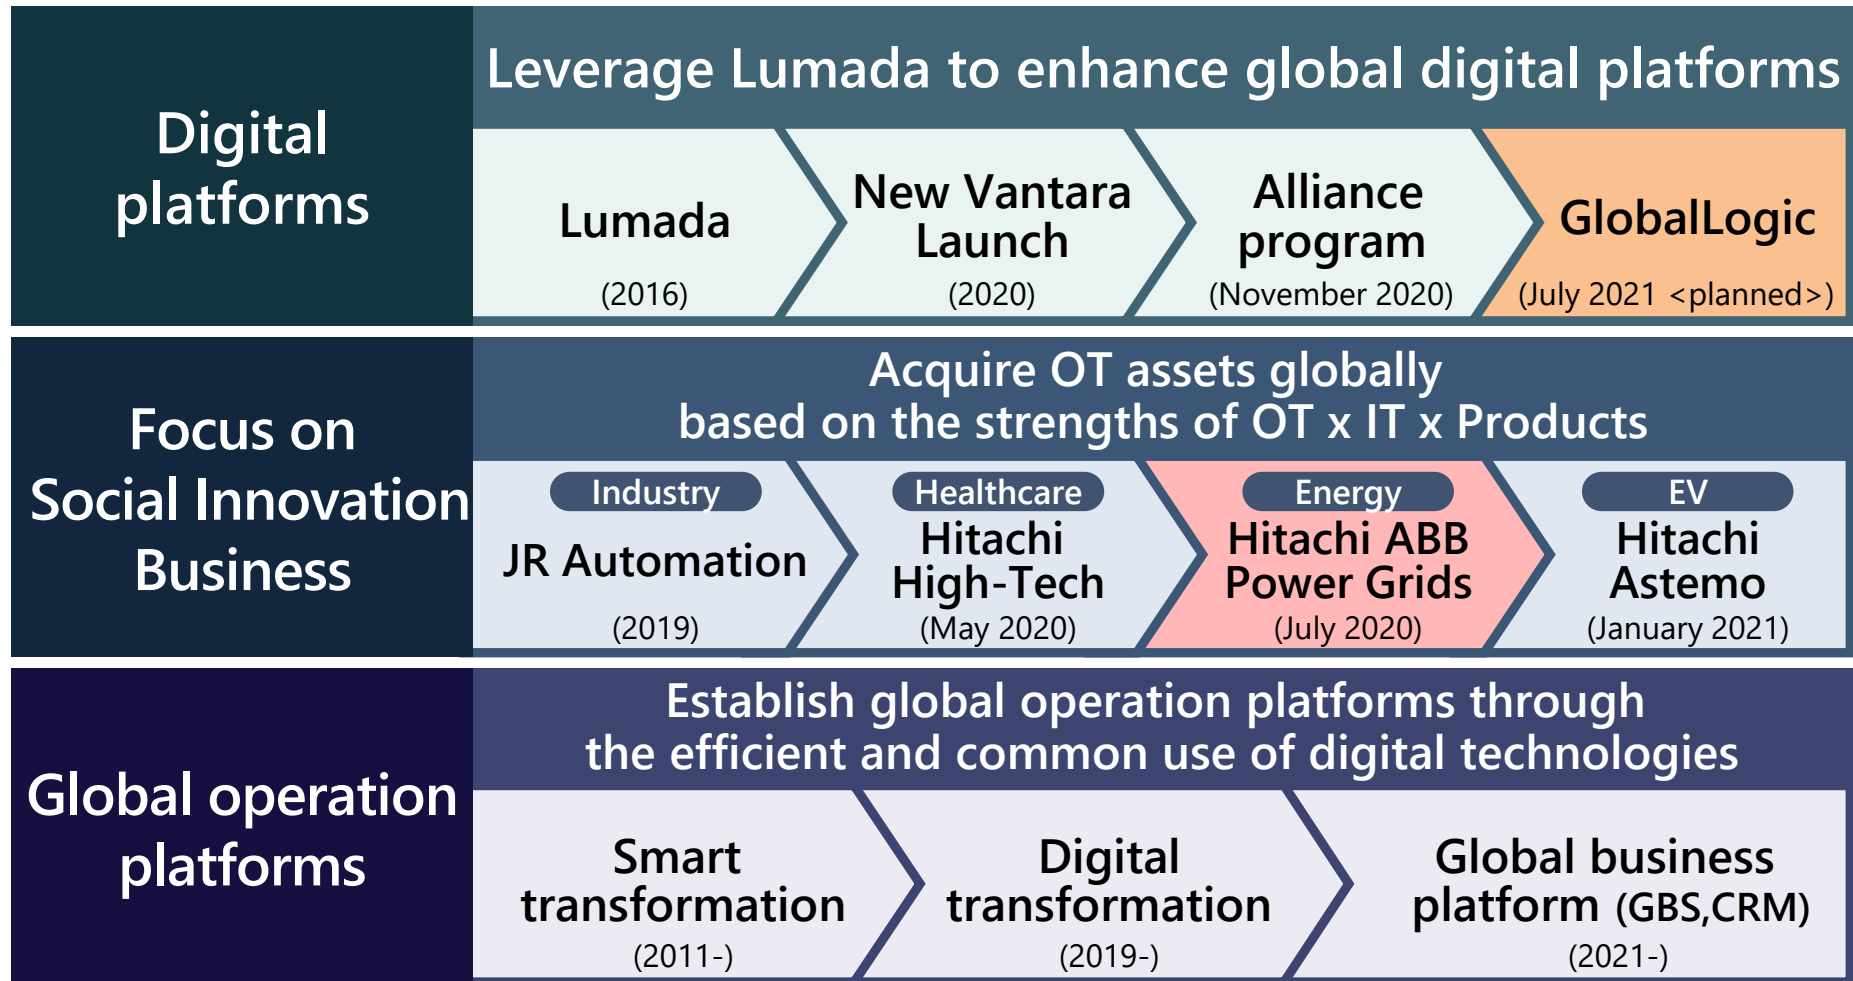 Digital
platforms
Leverage Lumada to enhance global digital platforms
Lumada
(2016)
New Vantara
Launch
(2020)
Alliance
program
(November 2020)
GlobalLogic
(July 2021 <planned>)
Focus on
Social Innovation
Business
Acquire OT assets globally
based on the strengths of OT x IT x Products
Industry
JR Automation
(2019)
Healthcare
Hitachi
High-Tech
(May 2020)
Energy
Hitachi ABB
Power Grids
(July 2020)
EV
Hitachi
Astemo
(January 2021)
Global operation
platforms
Establish global operation platforms through
the efficient and common use of digital technologies
Smart
transformation
(2011-)
Digital
transformation
(2019-)
Global business
platform (GBS,CRM)
(2021-)